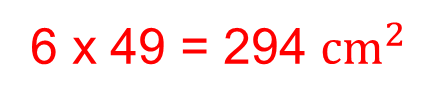 6 x 49 = 294 cm²